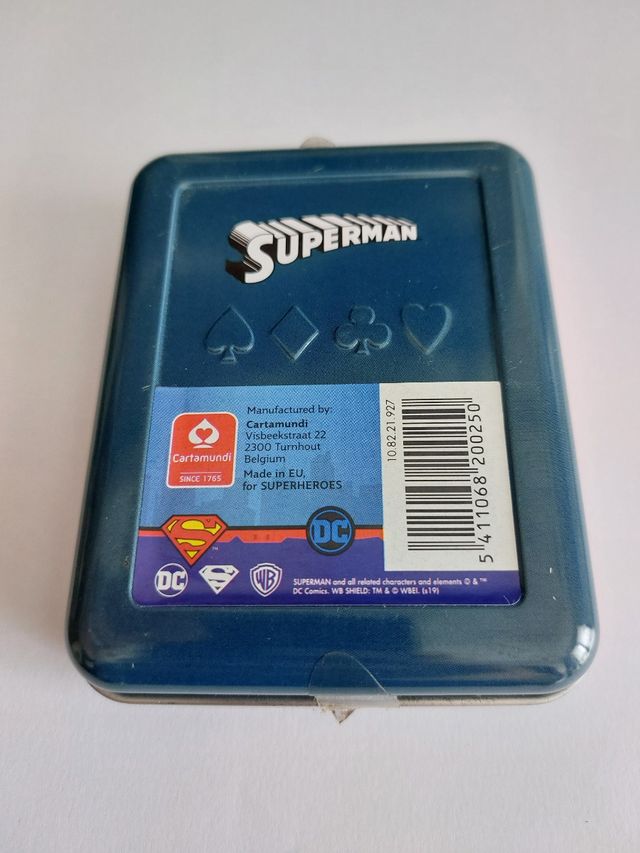 SUPERMAN
Manufactured by:
Cartamundi
Visbeekstraat 22
2300 Turnhout
Belgium
Made in EU,
for SUPERHEROES
Cartamundi
SINCE 1765
10.82.21.927
5 411068 200250
S
™
DC
DC
S
WB
SUPERMAN and all related characters and elements © & ™
DC Comics. WB SHIELD: TM & © WBEI. (s19)